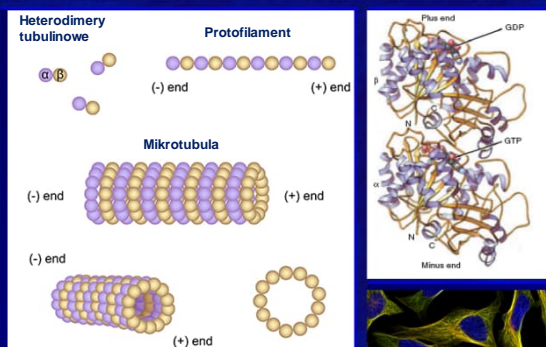 Heterodimery
tubulinowe
α β
Protofilament
(-) end
(+) end
Mikrotubula
(-) end
(+) end
(-) end
(+) end
Plus end
GDP
β
N
C
GTP
α
N
C
Minus end